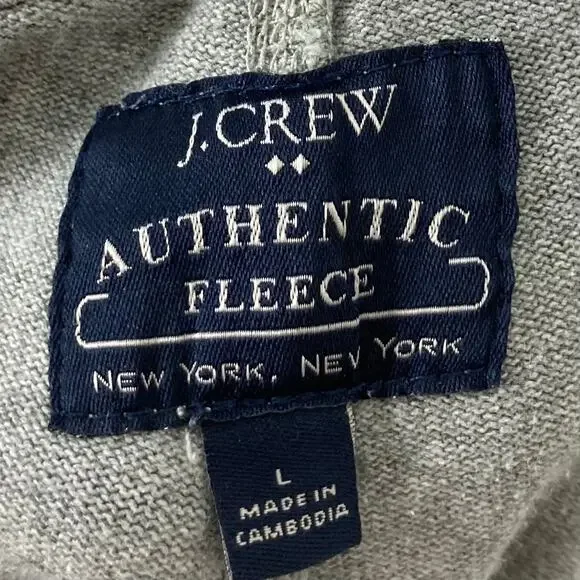 J.CREW
AUTHENTIC
FLEECE
NEW YORK, NEW YORK
L
MADE IN
CAMBODIA